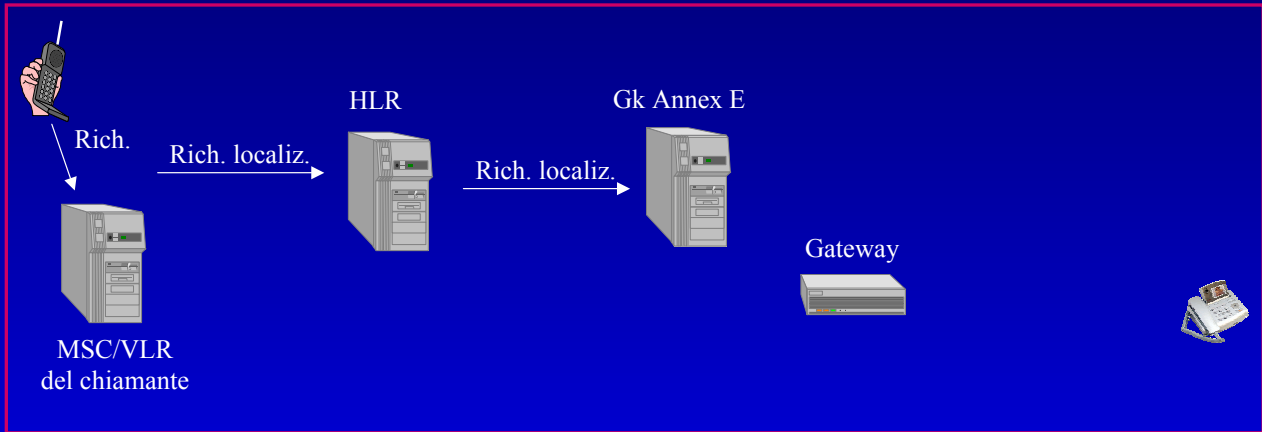 HLR
Gk Annex E
Rich.
Rich. localiz.
Rich. localiz.
Gateway
MSC/VLR
del chiamante